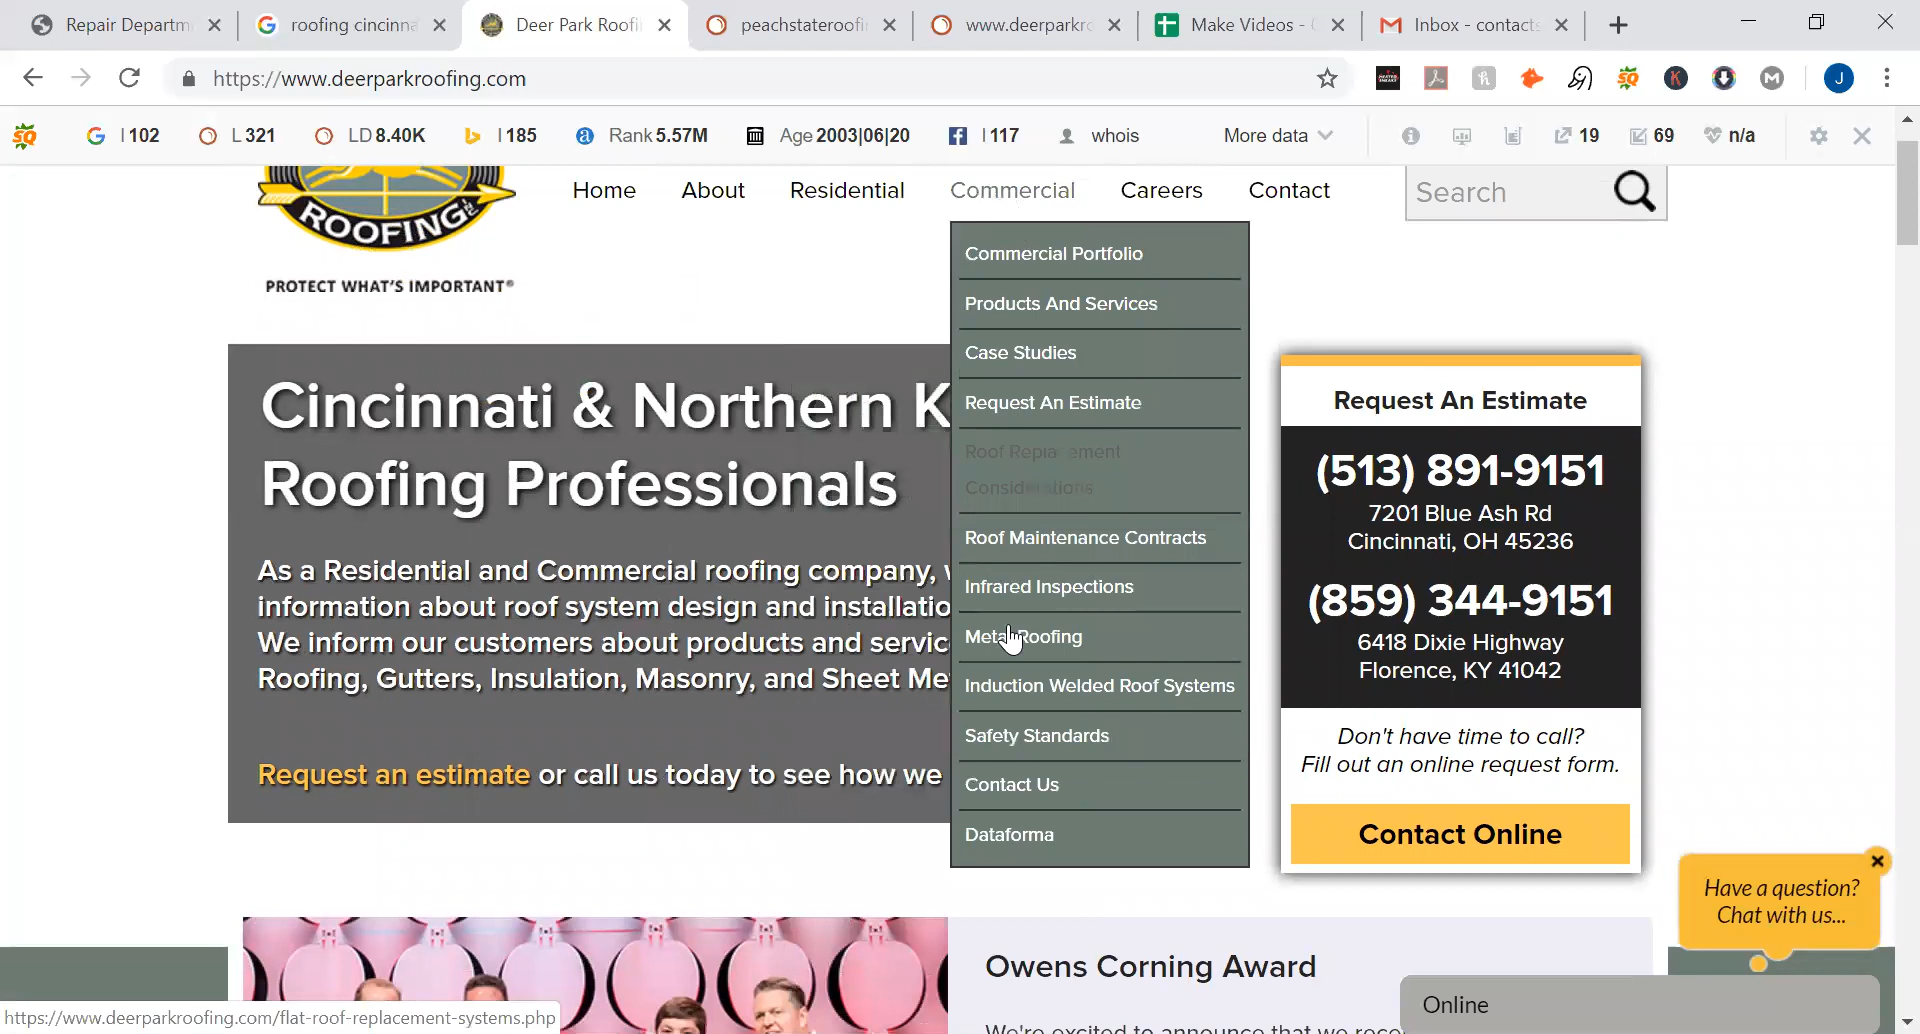 Repair Departm
roofing cincinna
Deer Park Roofi
peachstateroofi
www.deerparkr
Make Videos -
Inbox - contacts
https://www.deerparkroofing.com
J
I 102
L 321
LD 8.40K
I 185
Rank 5.57M
Age 2003|06|20
I 117
whois
More data
19
69
n/a
ROOFING INC
PROTECT WHAT'S IMPORTANT®
Home
About
Residential
Commercial
Careers
Contact
Search
Commercial Portfolio
Products And Services
Case Studies
Request An Estimate
Roof Replacement
Considerations
Roof Maintenance Contracts
Infrared Inspections
Metal Roofing
Induction Welded Roof Systems
Safety Standards
Contact Us
Dataforma
Cincinnati & Northern K
Roofing Professionals
As a Residential and Commercial roofing company,
information about roof system design and installatio
We inform our customers about products and servic
Roofing, Gutters, Insulation, Masonry, and Sheet Me
Request an estimate or call us today to see how we
Request An Estimate
(513) 891-9151
7201 Blue Ash Rd
Cincinnati, OH 45236
(859) 344-9151
6418 Dixie Highway
Florence, KY 41042
Don't have time to call?
Fill out an online request form.
Contact Online
Have a question?
Chat with us...
Owens Corning Award
We're excited to announce that we rece
Online
https://www.deerparkroofing.com/flat-roof-replacement-systems.php